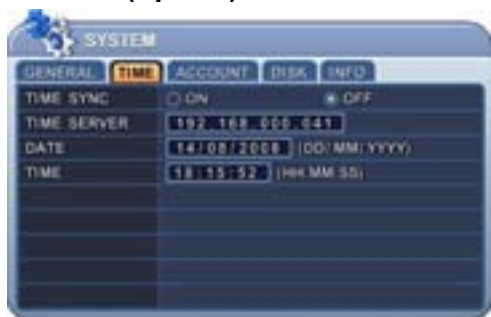 SYSTEM
GENERAL TIME ACCOUNT DISK INFO
TIME SYNC ON OFF
TIME SERVER 192.168.000.041
DATE 14/08/2008 (DD/MM/YYYY)
TIME 18:15:52 (HH:MM:SS)